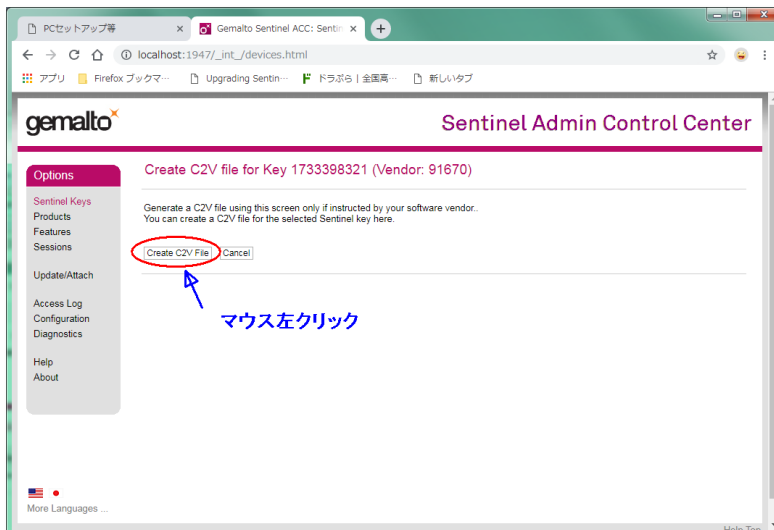 PCセットアップ等
Gemalto Sentinel ACC: Sentin
localhost:1947/_int_/devices.html
アプリ Firefox ブックマ… Upgrading Sentin… ドラぷら | 全国高… 新しいタブ
gemalto
Sentinel Admin Control Center
Options
Create C2V file for Key 1733398321 (Vendor: 91670)
Sentinel Keys
Products
Features
Sessions
Update/Attach
Access Log
Configuration
Diagnostics
Help
About
Generate a C2V file using this screen only if instructed by your software vendor..
You can create a C2V file for the selected Sentinel key here.
Create C2V File Cancel
マウス左クリック
More Languages ...
Help Top